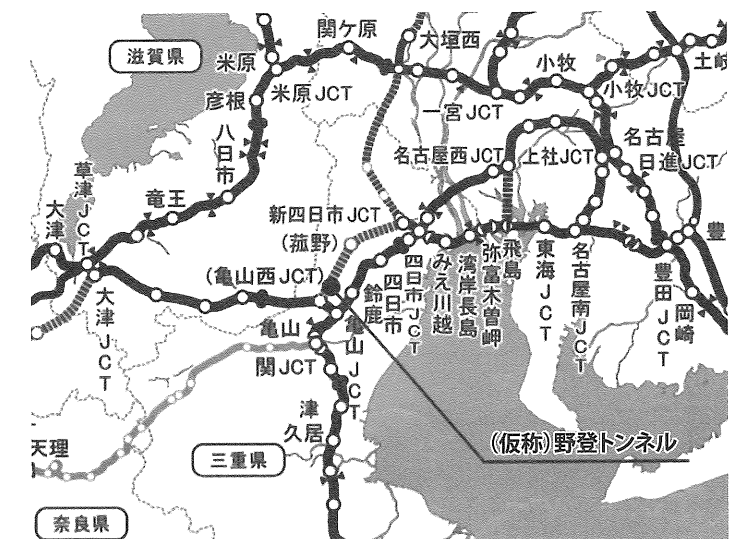 滋賀県
関ケ原
大垣西
米原
米原JCT
小牧
土岐
小牧JCT
彦根
一宮JCT
八日市
名古屋西JCT
上社JCT
名古屋
日進JCT
草津JCT
大津
竜王
新四日市JCT
(菰野)
豊
(亀山西JCT)
大津JCT
鈴鹿
四日市
四日市JCT
みえ川越
湾岸長島
弥富木曽岬
飛島
東海JCT
名古屋南JCT
豊田JCT
岡崎
亀山
亀山JCT
関JCT
津
久居
(仮称)野登トンネル
天理
三重県
奈良県